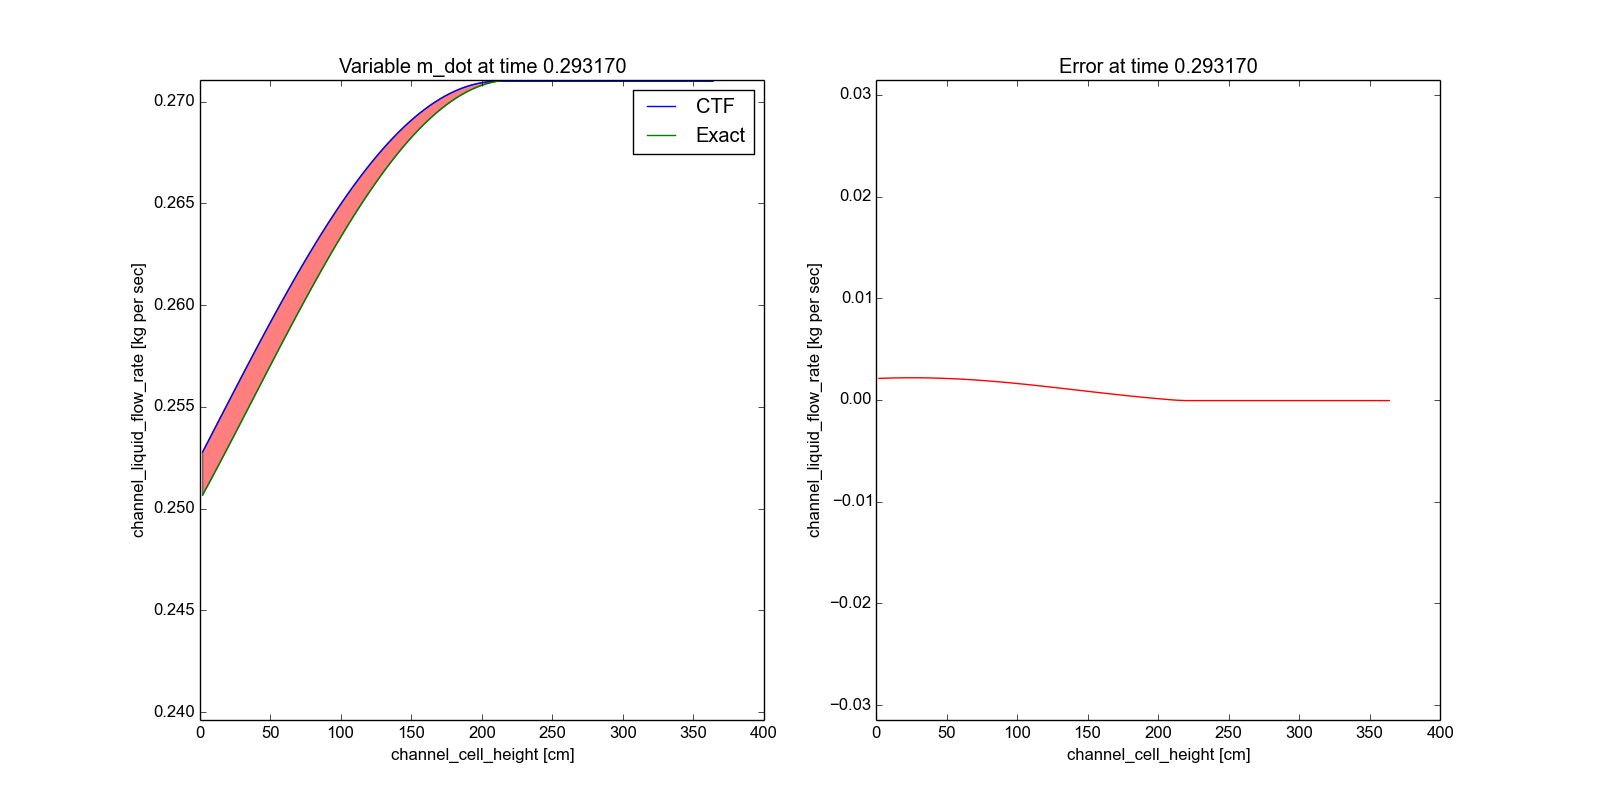 Variable m_dot at time 0.293170
0.270
0.265
0.260
0.255
0.250
0.245
0.240
channel_liquid_flow_rate [kg per sec]
CTF
Exact
0 50 100 150 200 250 300 350 400
channel_cell_height [cm]
Error at time 0.293170
0.03
0.02
0.01
0.00
−0.01
−0.02
−0.03
channel_liquid_flow_rate [kg per sec]
0 50 100 150 200 250 300 350 400
channel_cell_height [cm]